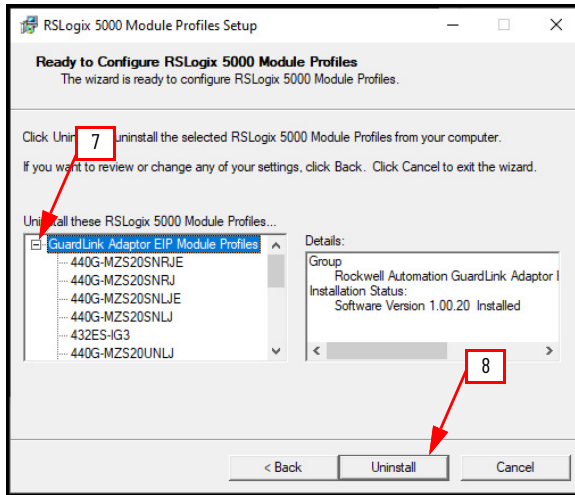 RSLogix 5000 Module Profiles Setup
Ready to Configure RSLogix 5000 Module Profiles
The wizard is ready to configure RSLogix 5000 Module Profiles.
Click Unin 7 uninstall the selected RSLogix 5000 Module Profiles from your computer.
If you want to review or change any of your settings, click Back. Click Cancel to exit the wizard.
Uninstall these RSLogix 5000 Module Profiles...
GuardLink Adaptor EIP Module Profiles
440G-MZS20SNRJE
440G-MZS20SNRJ
440G-MZS20SNLJE
440G-MZS20SNLJ
432ES-IG3
440G-MZS20UNLJ
Details:
Group
Rockwell Automation GuardLink Adaptor
Installation Status:
Software Version 1.00.20 Installed
8
< Back
Uninstall
Cancel